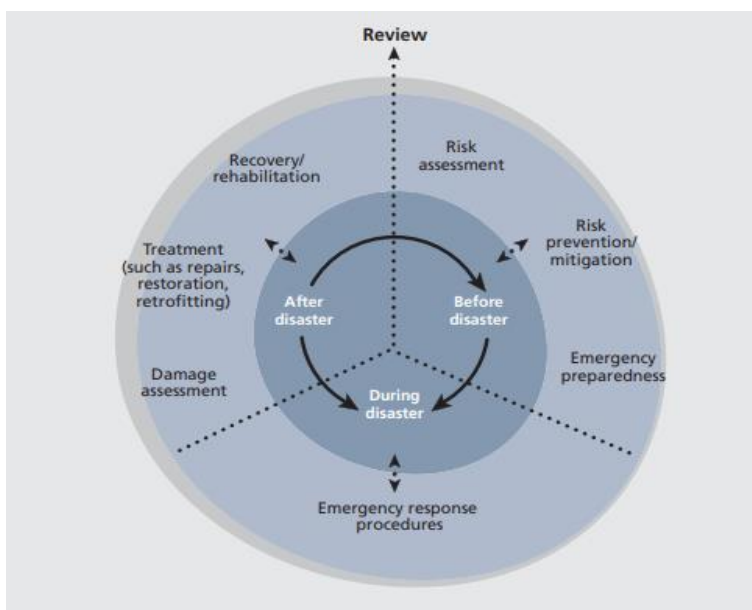 Review
Risk
assessment
Recovery/
rehabilitation
Risk
prevention/
mitigation
Treatment
(such as repairs,
restoration,
retrofitting)
After
disaster
Before
disaster
Emergency
preparedness
Damage
assessment
During
disaster
Emergency response
procedures